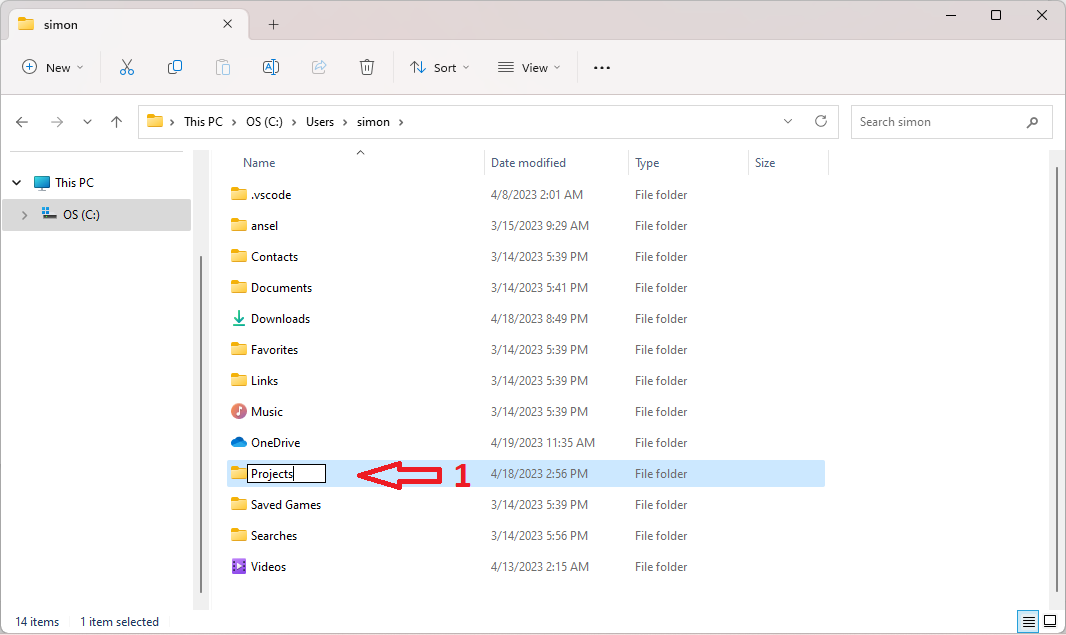 simon
New Sort View
This PC OS (C:) Users simon Search simon
This PC
OS (C:)
Name Date modified Type Size
.vscode 4/8/2023 2:01 AM File folder
ansel 3/15/2023 9:29 AM File folder
Contacts 3/14/2023 5:39 PM File folder
Documents 3/14/2023 5:41 PM File folder
Downloads 4/18/2023 8:49 PM File folder
Favorites 3/14/2023 5:39 PM File folder
Links 3/14/2023 5:39 PM File folder
Music 3/14/2023 5:39 PM File folder
OneDrive 4/19/2023 11:35 AM File folder
Projects 1 4/18/2023 2:56 PM File folder
Saved Games 3/14/2023 5:39 PM File folder
Searches 3/14/2023 5:56 PM File folder
Videos 4/13/2023 2:15 AM File folder
14 items 1 item selected